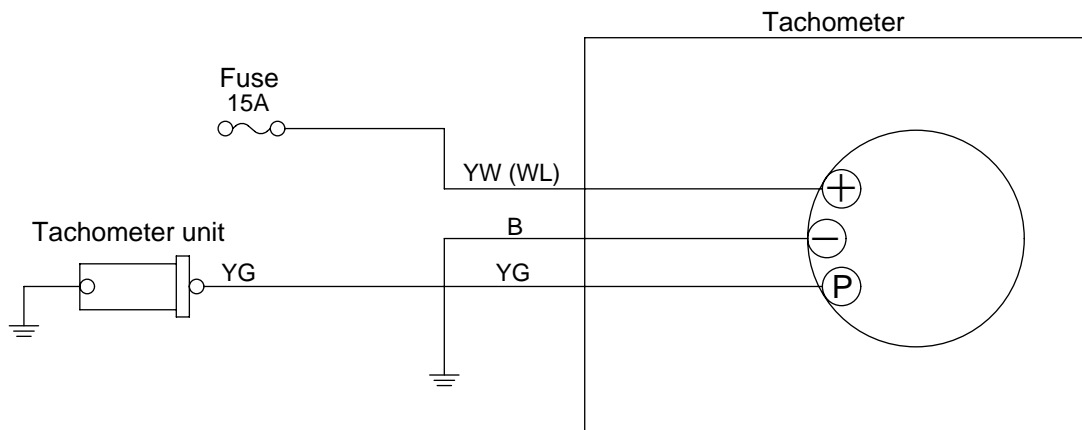 Tachometer
Fuse
15A
YW (WL)
+
B
−
Tachometer unit
YG
YG
P